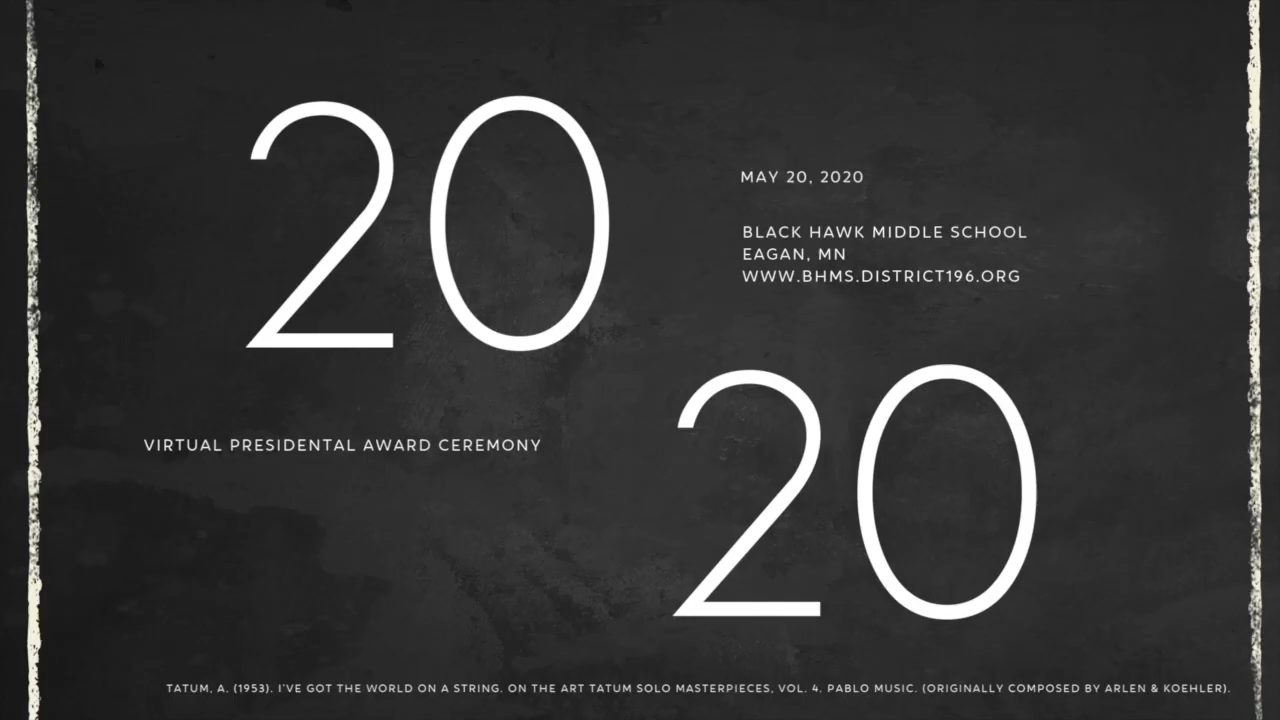 20
MAY 20, 2020
BLACK HAWK MIDDLE SCHOOL
EAGAN, MN
WWW.BHMS.DISTRICT196.ORG
20
VIRTUAL PRESIDENTAL AWARD CEREMONY
TATUM, A. (1953). I'VE GOT THE WORLD ON A STRING. ON THE ART TATUM SOLO MASTERPIECES, VOL. 4. PABLO MUSIC. (ORIGINALLY COMPOSED BY ARLEN & KOEHLER).